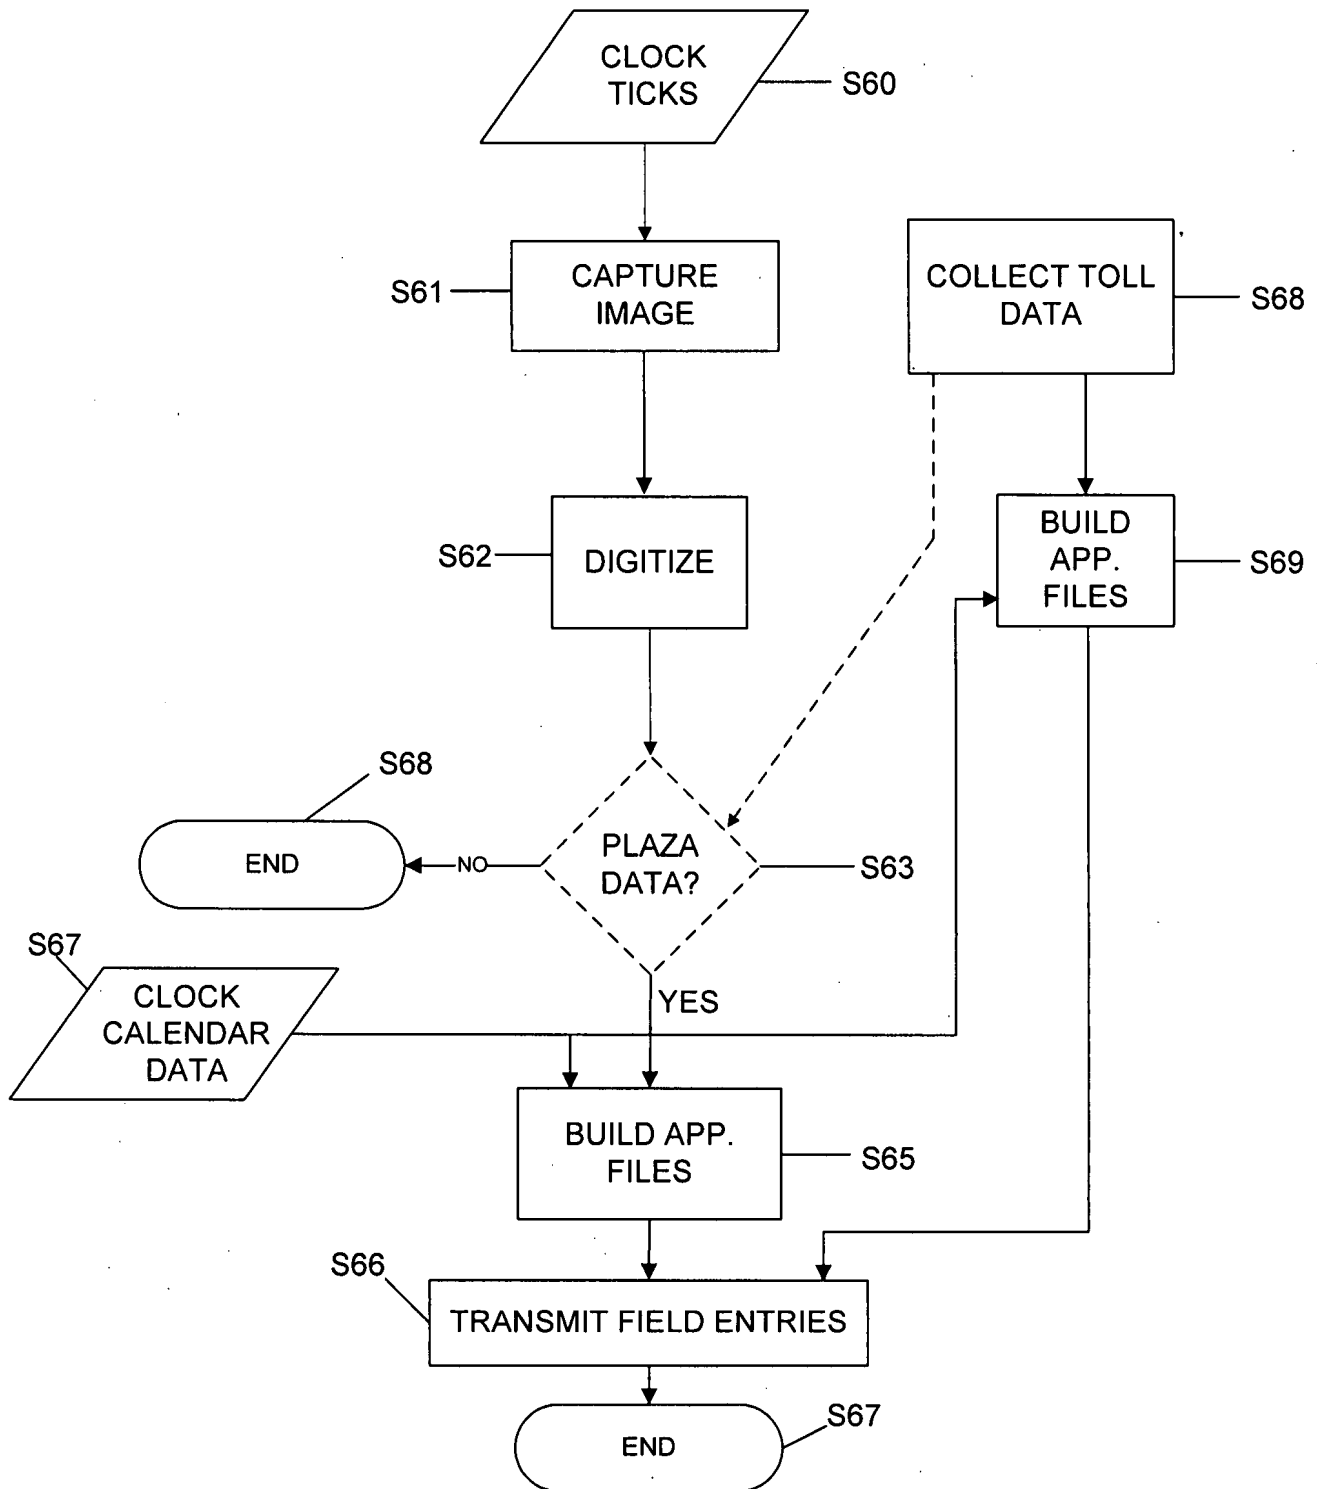 CLOCK
TICKS
S60
CAPTURE
IMAGE
S61
COLLECT TOLL
DATA
S68
DIGITIZE
S62
BUILD
APP.
FILES
S69
S68
END
NO
PLAZA
DATA?
S63
S67
CLOCK
CALENDAR
DATA
YES
BUILD APP.
FILES
S65
S66
TRANSMIT FIELD ENTRIES
END
S67